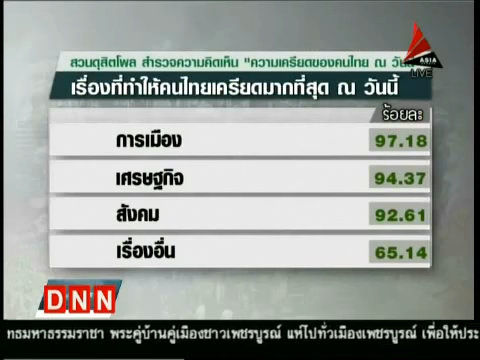 สวนดุสิตโพล สำรวจความคิดเห็น "ความเครียดของคนไทย ณ วัน
ASIA
LIVE
เรื่องที่ทำให้คนไทยเครียดมากที่สุด ณ วันนี้
ร้อยละ
การเมือง 97.18
เศรษฐกิจ 94.37
สังคม 92.61
เรื่องอื่น 65.14
DNN
ทธมหาธรรมราชา พระคู่บ้านคู่เมืองชาวเพชรบูรณ์ แห่ไปทั่วเมืองเพชรบูรณ์ เพื่อให้ประ